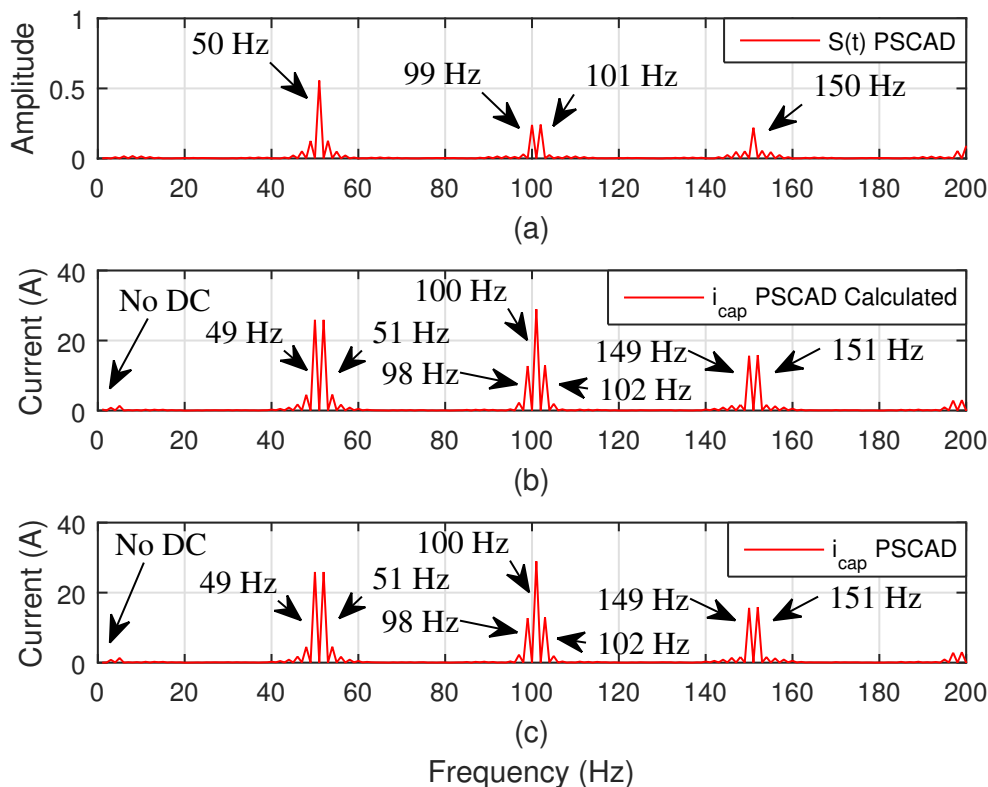 1
0.5
0
Amplitude
50 Hz
99 Hz
101 Hz
150 Hz
S(t) PSCAD
0 20 40 60 80 100 120 140 160 180 200
(a)
40
20
0
Current (A)
No DC
49 Hz
51 Hz
100 Hz
98 Hz
102 Hz
149 Hz
151 Hz
i_cap PSCAD Calculated
0 20 40 60 80 100 120 140 160 180 200
(b)
40
20
0
Current (A)
No DC
49 Hz
51 Hz
100 Hz
98 Hz
102 Hz
149 Hz
151 Hz
i_cap PSCAD
0 20 40 60 80 100 120 140 160 180 200
(c)
Frequency (Hz)